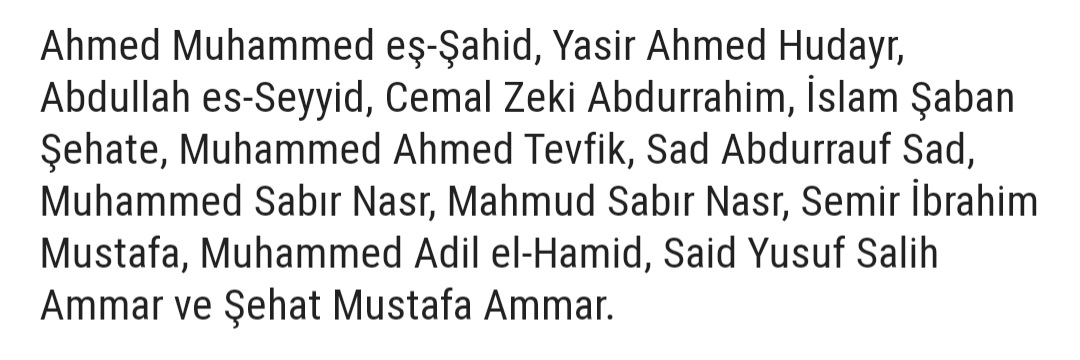 Ahmed Muhammed eş-Şahid, Yasir Ahmed Hudayr,
Abdullah es-Seyyid, Cemal Zeki Abdurrahim, İslam Şaban
Şehate, Muhammed Ahmed Tevfik, Sad Abdurrauf Sad,
Muhammed Sabır Nasr, Mahmud Sabır Nasr, Semir İbrahim
Mustafa, Muhammed Adil el-Hamid, Said Yusuf Salih
Ammar ve Şehat Mustafa Ammar.